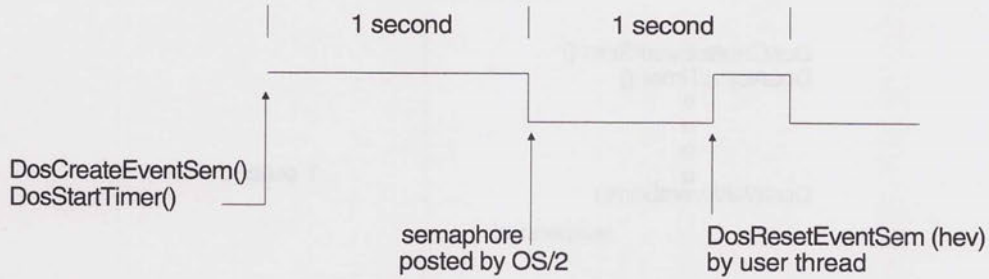 1 second
1 second
DosCreateEventSem()
DosStartTimer()
semaphore
posted by OS/2
DosResetEventSem (hev)
by user thread